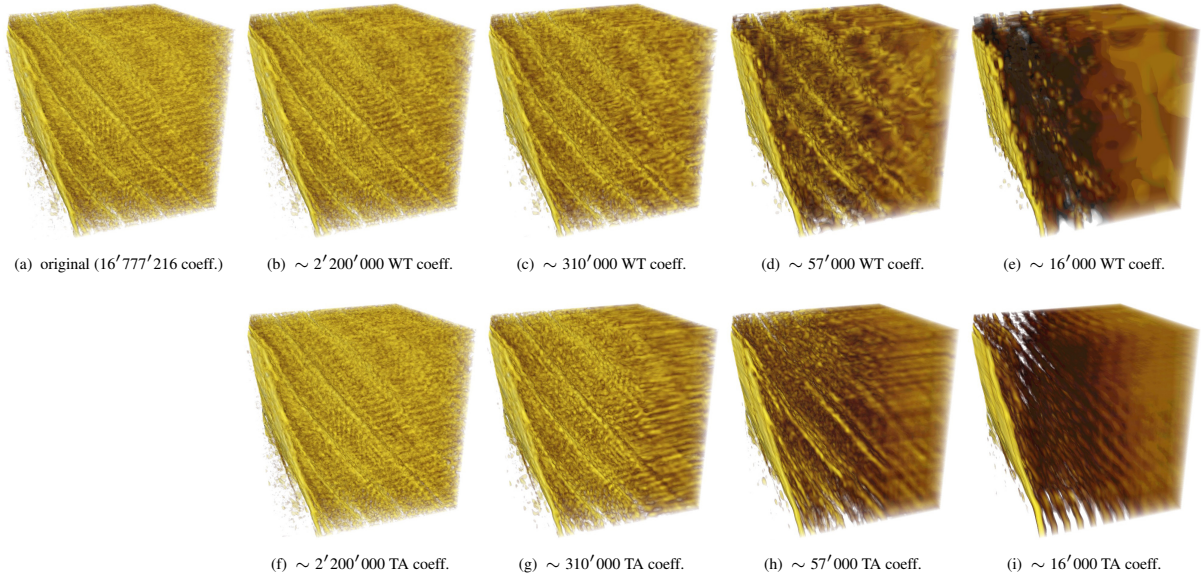 (a) original (16′777′216 coeff.)
(b) ∼ 2′200′000 WT coeff.
(c) ∼ 310′000 WT coeff.
(d) ∼ 57′000 WT coeff.
(e) ∼ 16′000 WT coeff.
(f) ∼ 2′200′000 TA coeff.
(g) ∼ 310′000 TA coeff.
(h) ∼ 57′000 TA coeff.
(i) ∼ 16′000 TA coeff.